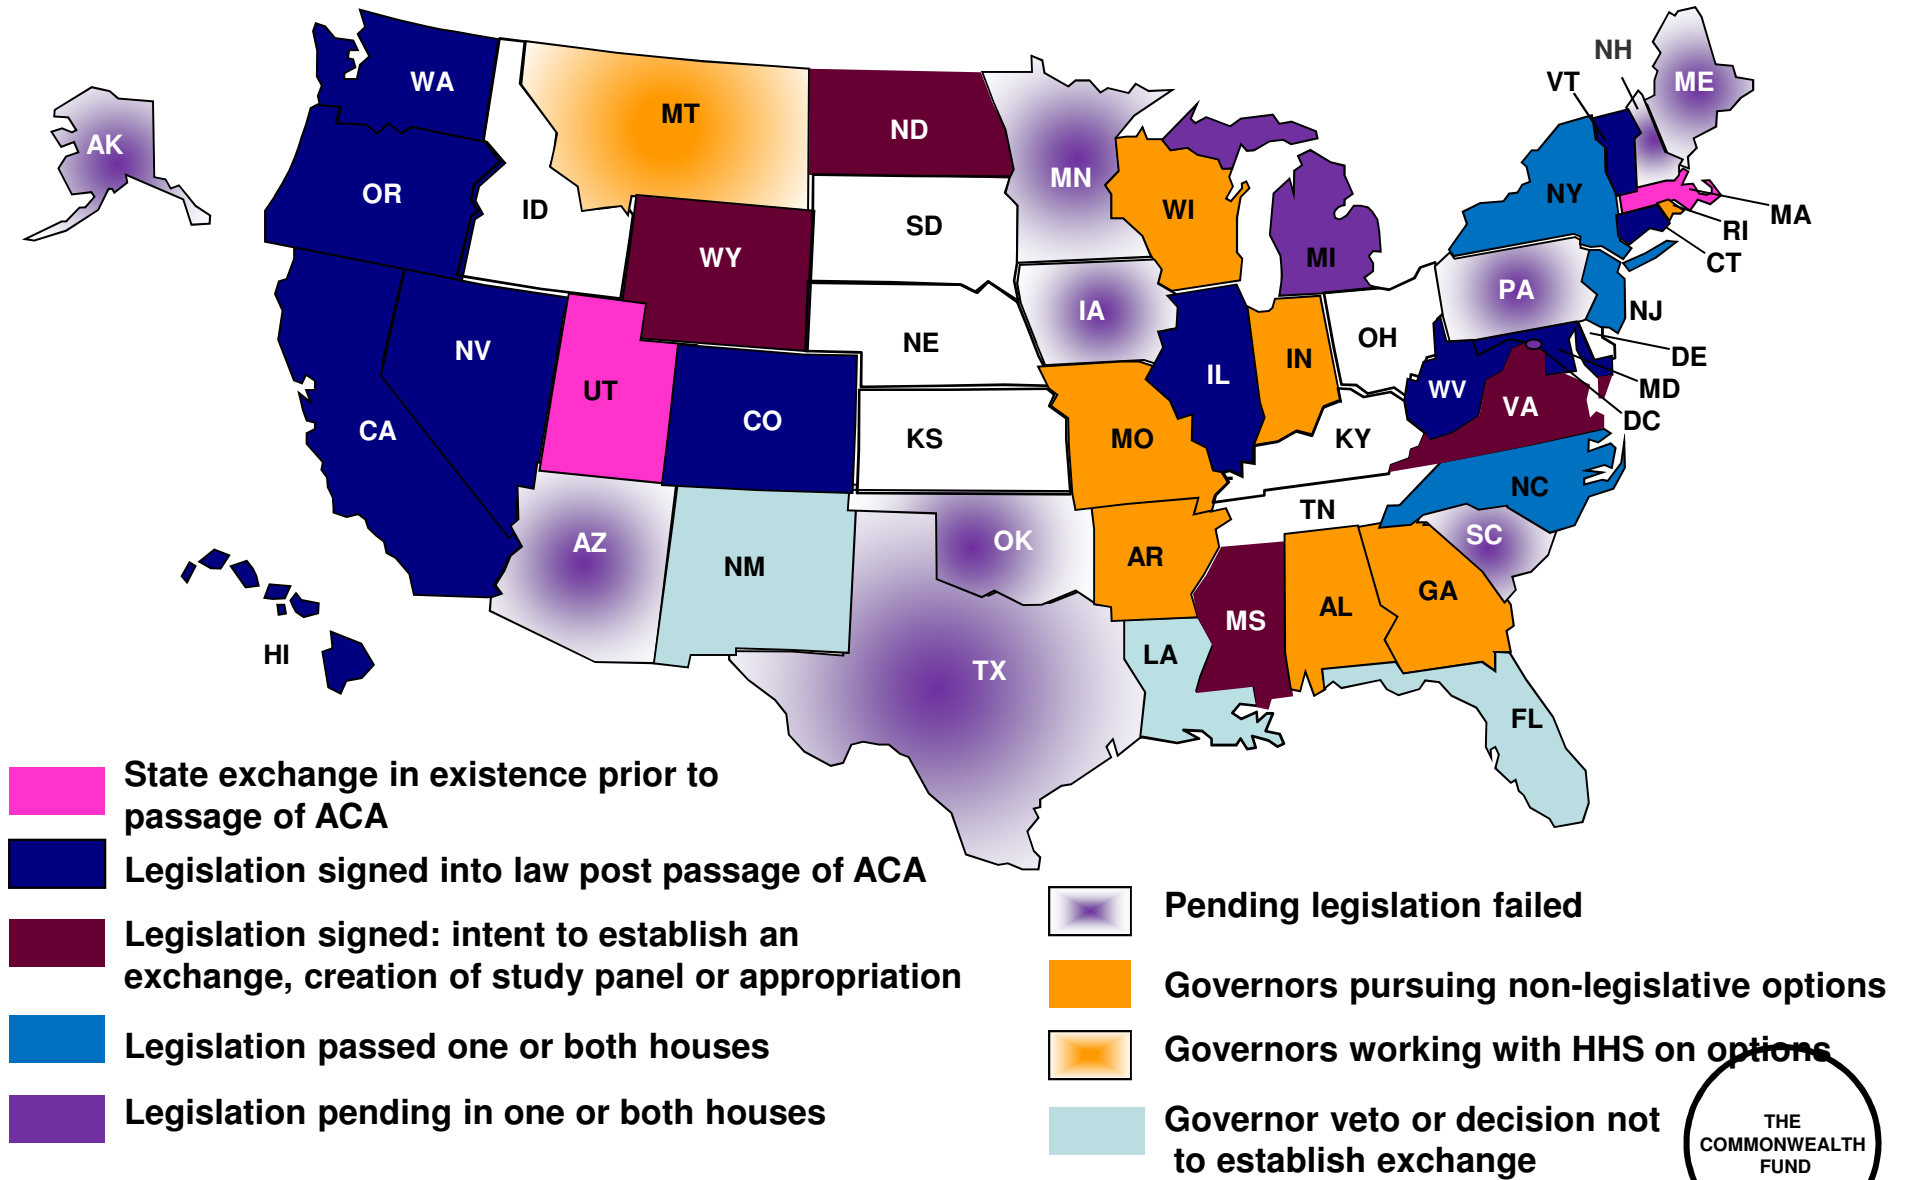 NH
ME
VT
WA
MT
ND
AK
MN
OR
ID
NY
WI
MA
SD
RI
WY
MI
CT
PA
IA
NJ
OH
NE
NV
DE
IN
IL
UT
WV
MD
VA
CO
DC
CA
KS
MO
KY
NC
TN
SC
AZ
OK
AR
NM
GA
AL
MS
HI
LA
TX
FL
State exchange in existence prior to
passage of ACA
Legislation signed into law post passage of ACA
Legislation signed: intent to establish an
exchange, creation of study panel or appropriation
Legislation passed one or both houses
Legislation pending in one or both houses
Pending legislation failed
Governors pursuing non-legislative options
Governors working with HHS on options
Governor veto or decision not
to establish exchange
THE
COMMONWEALTH
FUND